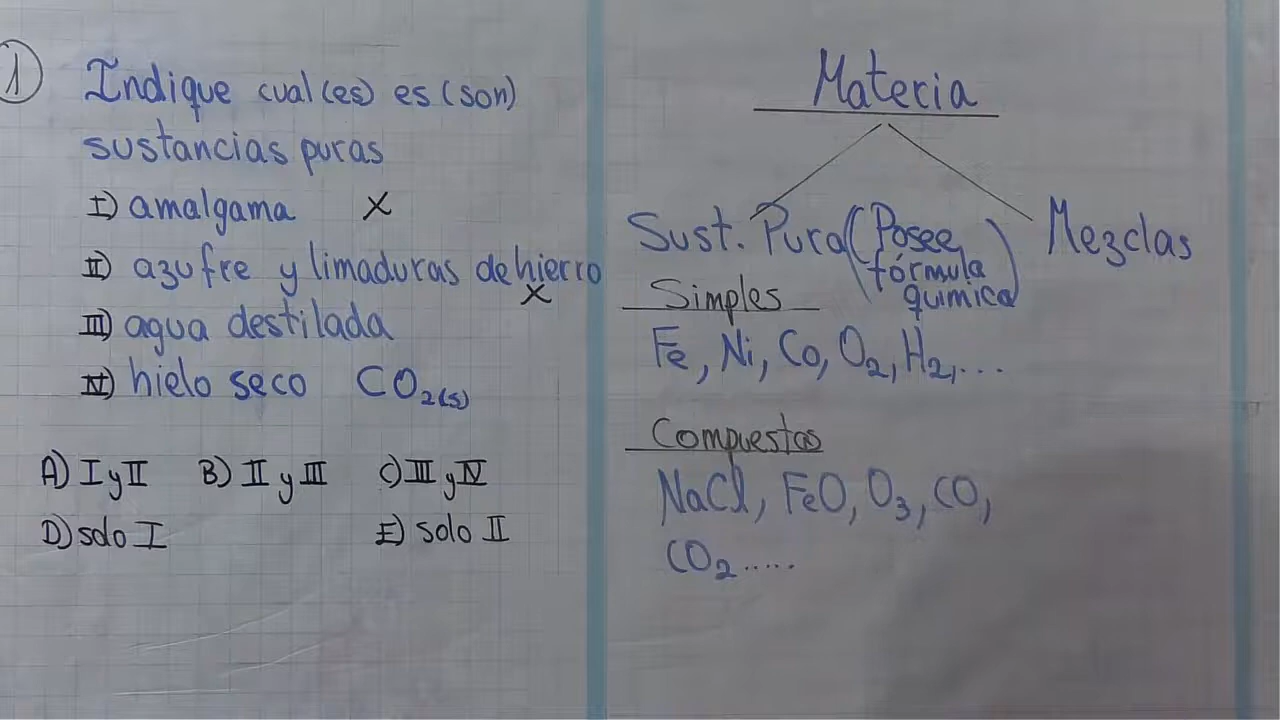 1) Indique cual(es) es (son)
sustancias puras
I) amalgama X
II) azufre y limaduras de hierro
X
III) agua destilada
IV) hielo seco CO₂(s)
A) I y II B) II y III C) III y IV
D) solo I E) solo II
Materia
Sust. Pura (Posee fórmula química) Mezclas
Simples
Fe, Ni, Co, O₂, H₂, ...
Compuestas
NaCl, FeO, O₃, CO,
CO₂ .....